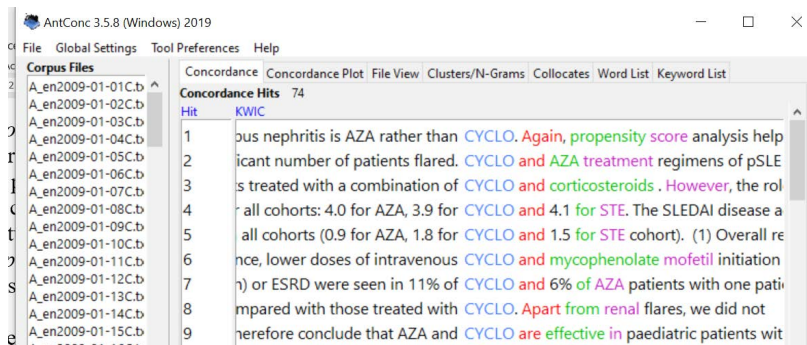 AntConc 3.5.8 (Windows) 2019
File Global Settings Tool Preferences Help
Corpus Files
A_en2009-01-01C.t
A_en2009-01-02C.t
A_en2009-01-03C.t
A_en2009-01-04C.t
A_en2009-01-05C.t
A_en2009-01-06C.t
A_en2009-01-07C.t
A_en2009-01-08C.t
A_en2009-01-09C.t
A_en2009-01-10C.t
A_en2009-01-11C.t
A_en2009-01-12C.t
A_en2009-01-13C.t
A_en2009-01-14C.t
A_en2009-01-15C.t
Concordance Concordance Plot File View Clusters/N-Grams Collocates Word List Keyword List
Concordance Hits 74
Hit KWIC
1 ous nephritis is AZA rather than CYCLO. Again, propensity score analysis help
2 icant number of patients flared. CYCLO and AZA treatment regimens of pSLE
3 s treated with a combination of CYCLO and corticosteroids . However, the rol
4 r all cohorts: 4.0 for AZA, 3.9 for CYCLO and 4.1 for STE. The SLEDAI disease a
5 all cohorts (0.9 for AZA, 1.8 for CYCLO and 1.5 for STE cohort). (1) Overall re
6 nce, lower doses of intravenous CYCLO and mycophenolate mofetil initiation
7 n) or ESRD were seen in 11% of CYCLO and 6% of AZA patients with one patie
8 mpared with those treated with CYCLO. Apart from renal flares, we did not
9 herefore conclude that AZA and CYCLO are effective in paediatric patients wit